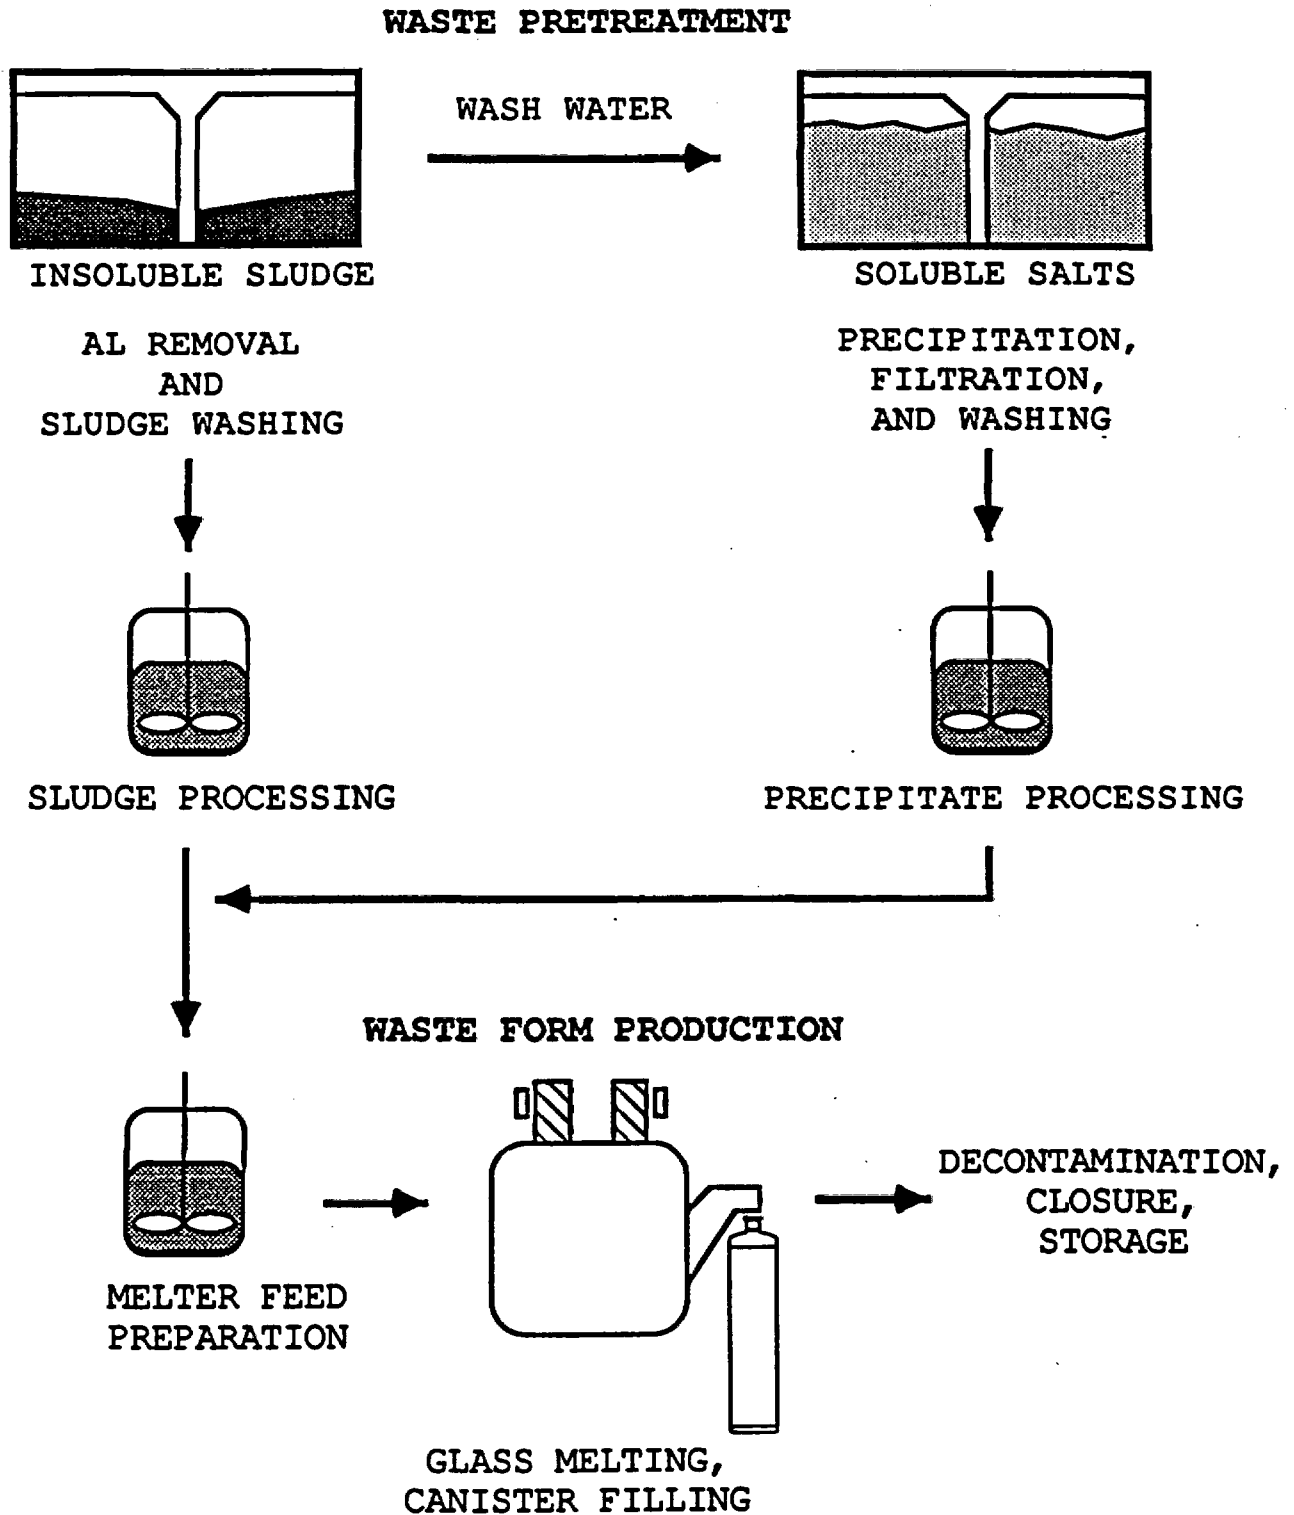 WASTE PRETREATMENT
WASH WATER
INSOLUBLE SLUDGE
SOLUBLE SALTS
AL REMOVAL
AND
SLUDGE WASHING
PRECIPITATION,
FILTRATION,
AND WASHING
SLUDGE PROCESSING
PRECIPITATE PROCESSING
WASTE FORM PRODUCTION
MELTER FEED
PREPARATION
DECONTAMINATION,
CLOSURE,
STORAGE
GLASS MELTING,
CANISTER FILLING